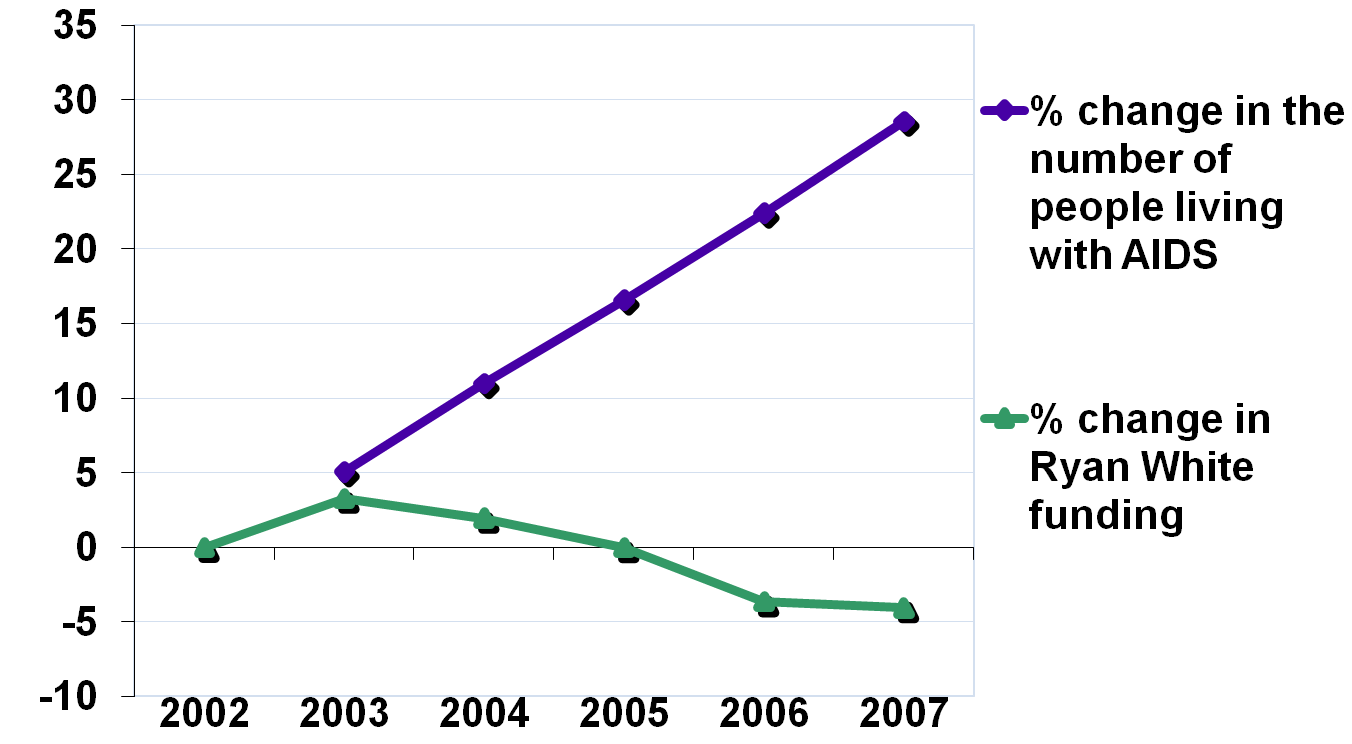 35
30
25
20
15
10
5
0
-5
-10
2002 2003 2004 2005 2006 2007
% change in the
number of
people living
with AIDS
% change in
Ryan White
funding